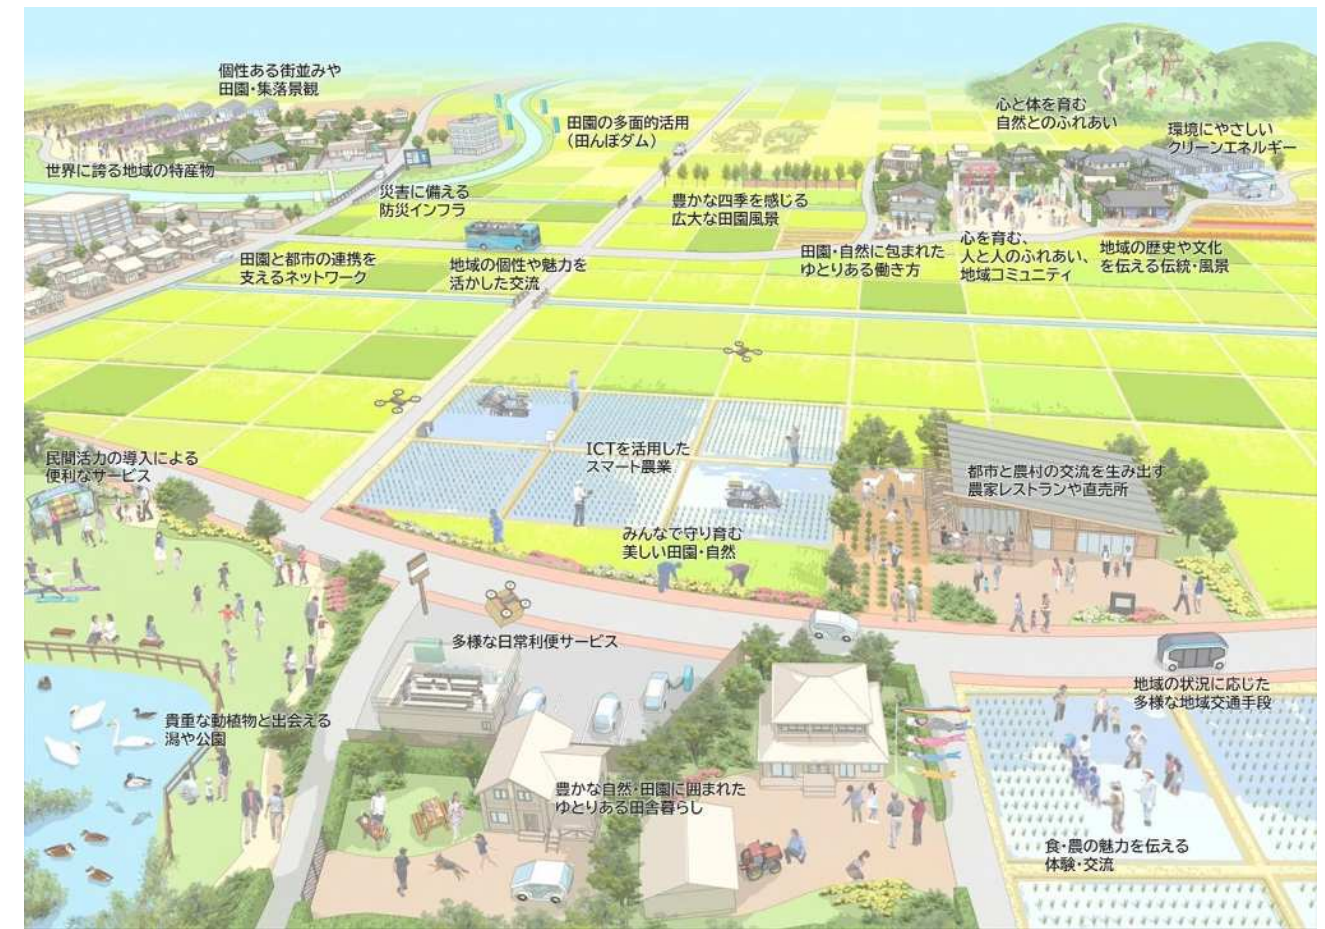 個性ある街並みや
田園・集落景観
世界に誇る地域の特産物
災害に備える
防災インフラ
田園の多面的活用
（田んぼダム）
心と体を育む
自然とのふれあい
環境にやさしい
クリーンエネルギー
豊かな四季を感じる
広大な田園風景
田園と都市の連携を
支えるネットワーク
地域の個性や魅力を
活かした交流
田園・自然に包まれた
ゆとりある働き方
心を育む、
人と人のふれあい、
地域コミュニティ
地域の歴史や文化
を伝える伝統・風景
民間活力の導入による
便利なサービス
ICTを活用した
スマート農業
都市と農村の交流を生み出す
農家レストランや直売所
みんなで守り育む
美しい田園・自然
多様な日常利便サービス
地域の状況に応じた
多様な地域交通手段
貴重な動植物と出会える
潟や公園
豊かな自然・田園に囲まれた
ゆとりある田舎暮らし
食・農の魅力を伝える
体験・交流